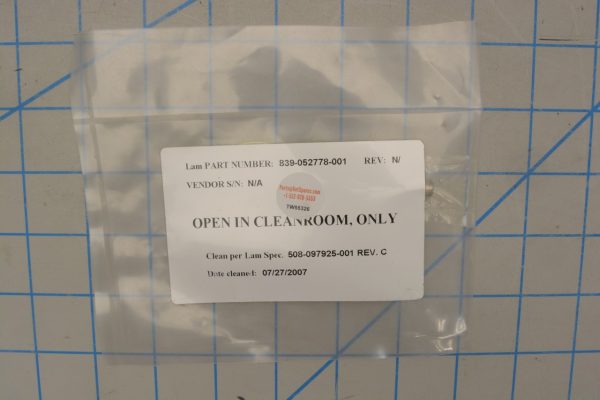 Lam PART NUMBER: 839-052778-001 REV: N/
VENDOR S/N: N/A
TW66326
OPEN IN CLEANROOM, ONLY
Clean per Lam Spec. 508-097925-001 REV. C
Date cleaned: 07/27/2007